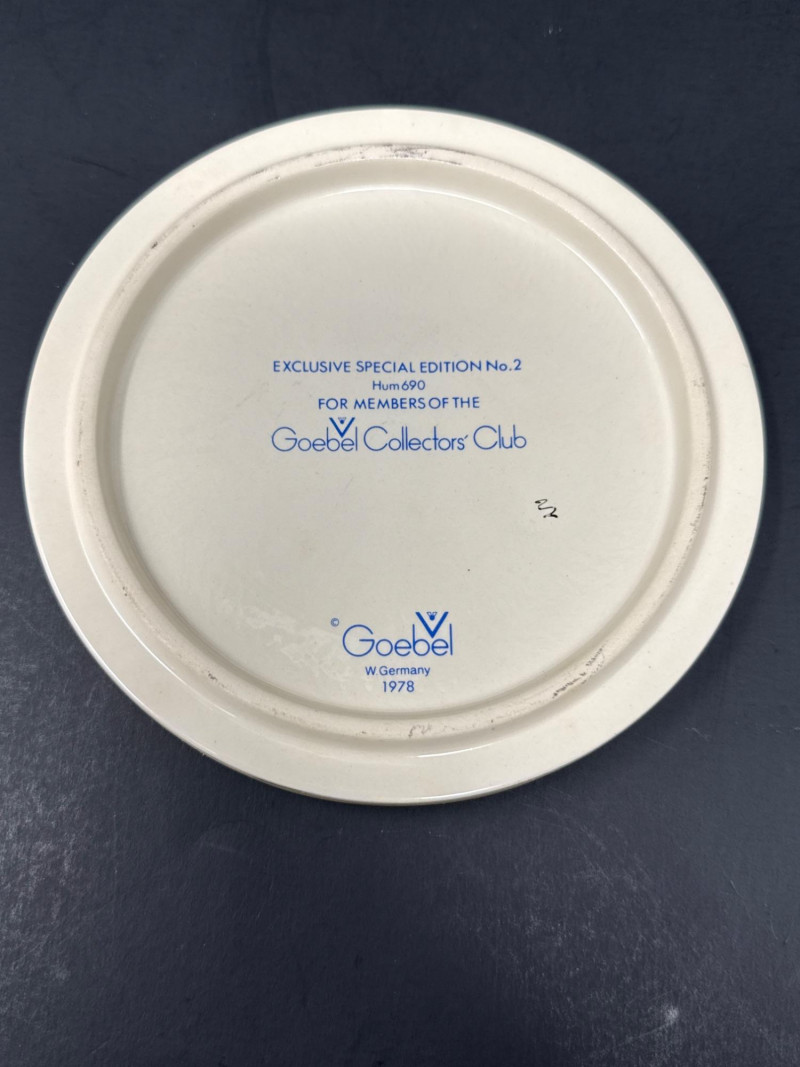 EXCLUSIVE SPECIAL EDITION No.2
Hum 690
FOR MEMBERS OF THE
Goebel Collectors' Club
© Goebel
W. Germany
1978